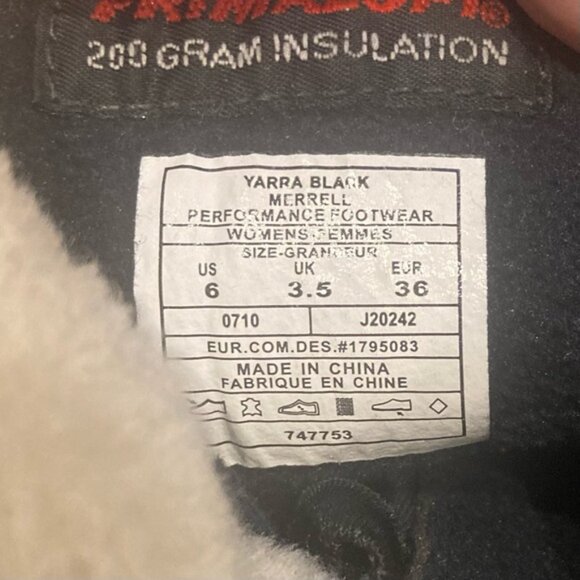 PRIMALOFT®
200 GRAM INSULATION
YARRA BLACK
MERRELL
PERFORMANCE FOOTWEAR
WOMENS-FEMMES
SIZE-GRANDEUR
US UK EUR
6 3.5 36
0710 J20242
EUR.COM.DES.#1795083
MADE IN CHINA
FABRIQUE EN CHINE
747753